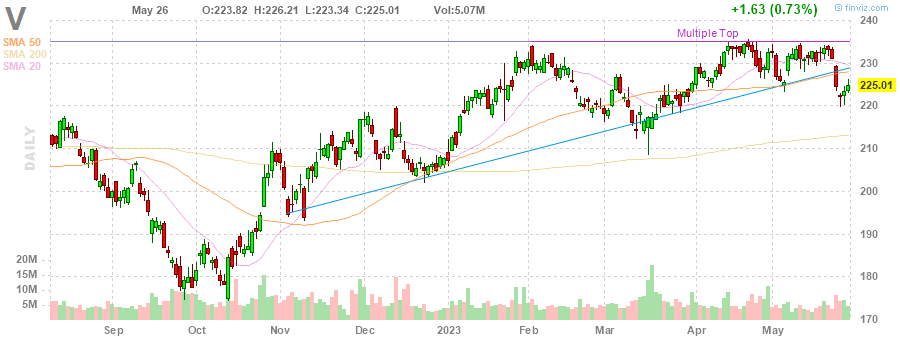 V
May 26 O:223.82 H:226.21 L:223.34 C:225.01 Vol:5.07M +1.63 (0.73%) finviz.com
SMA 50
SMA 200
SMA 20
DAILY
Multiple Top
240
230
225.01
220
210
200
190
180
170
20M
15M
10M
5M
Sep Oct Nov Dec 2023 Feb Mar Apr May